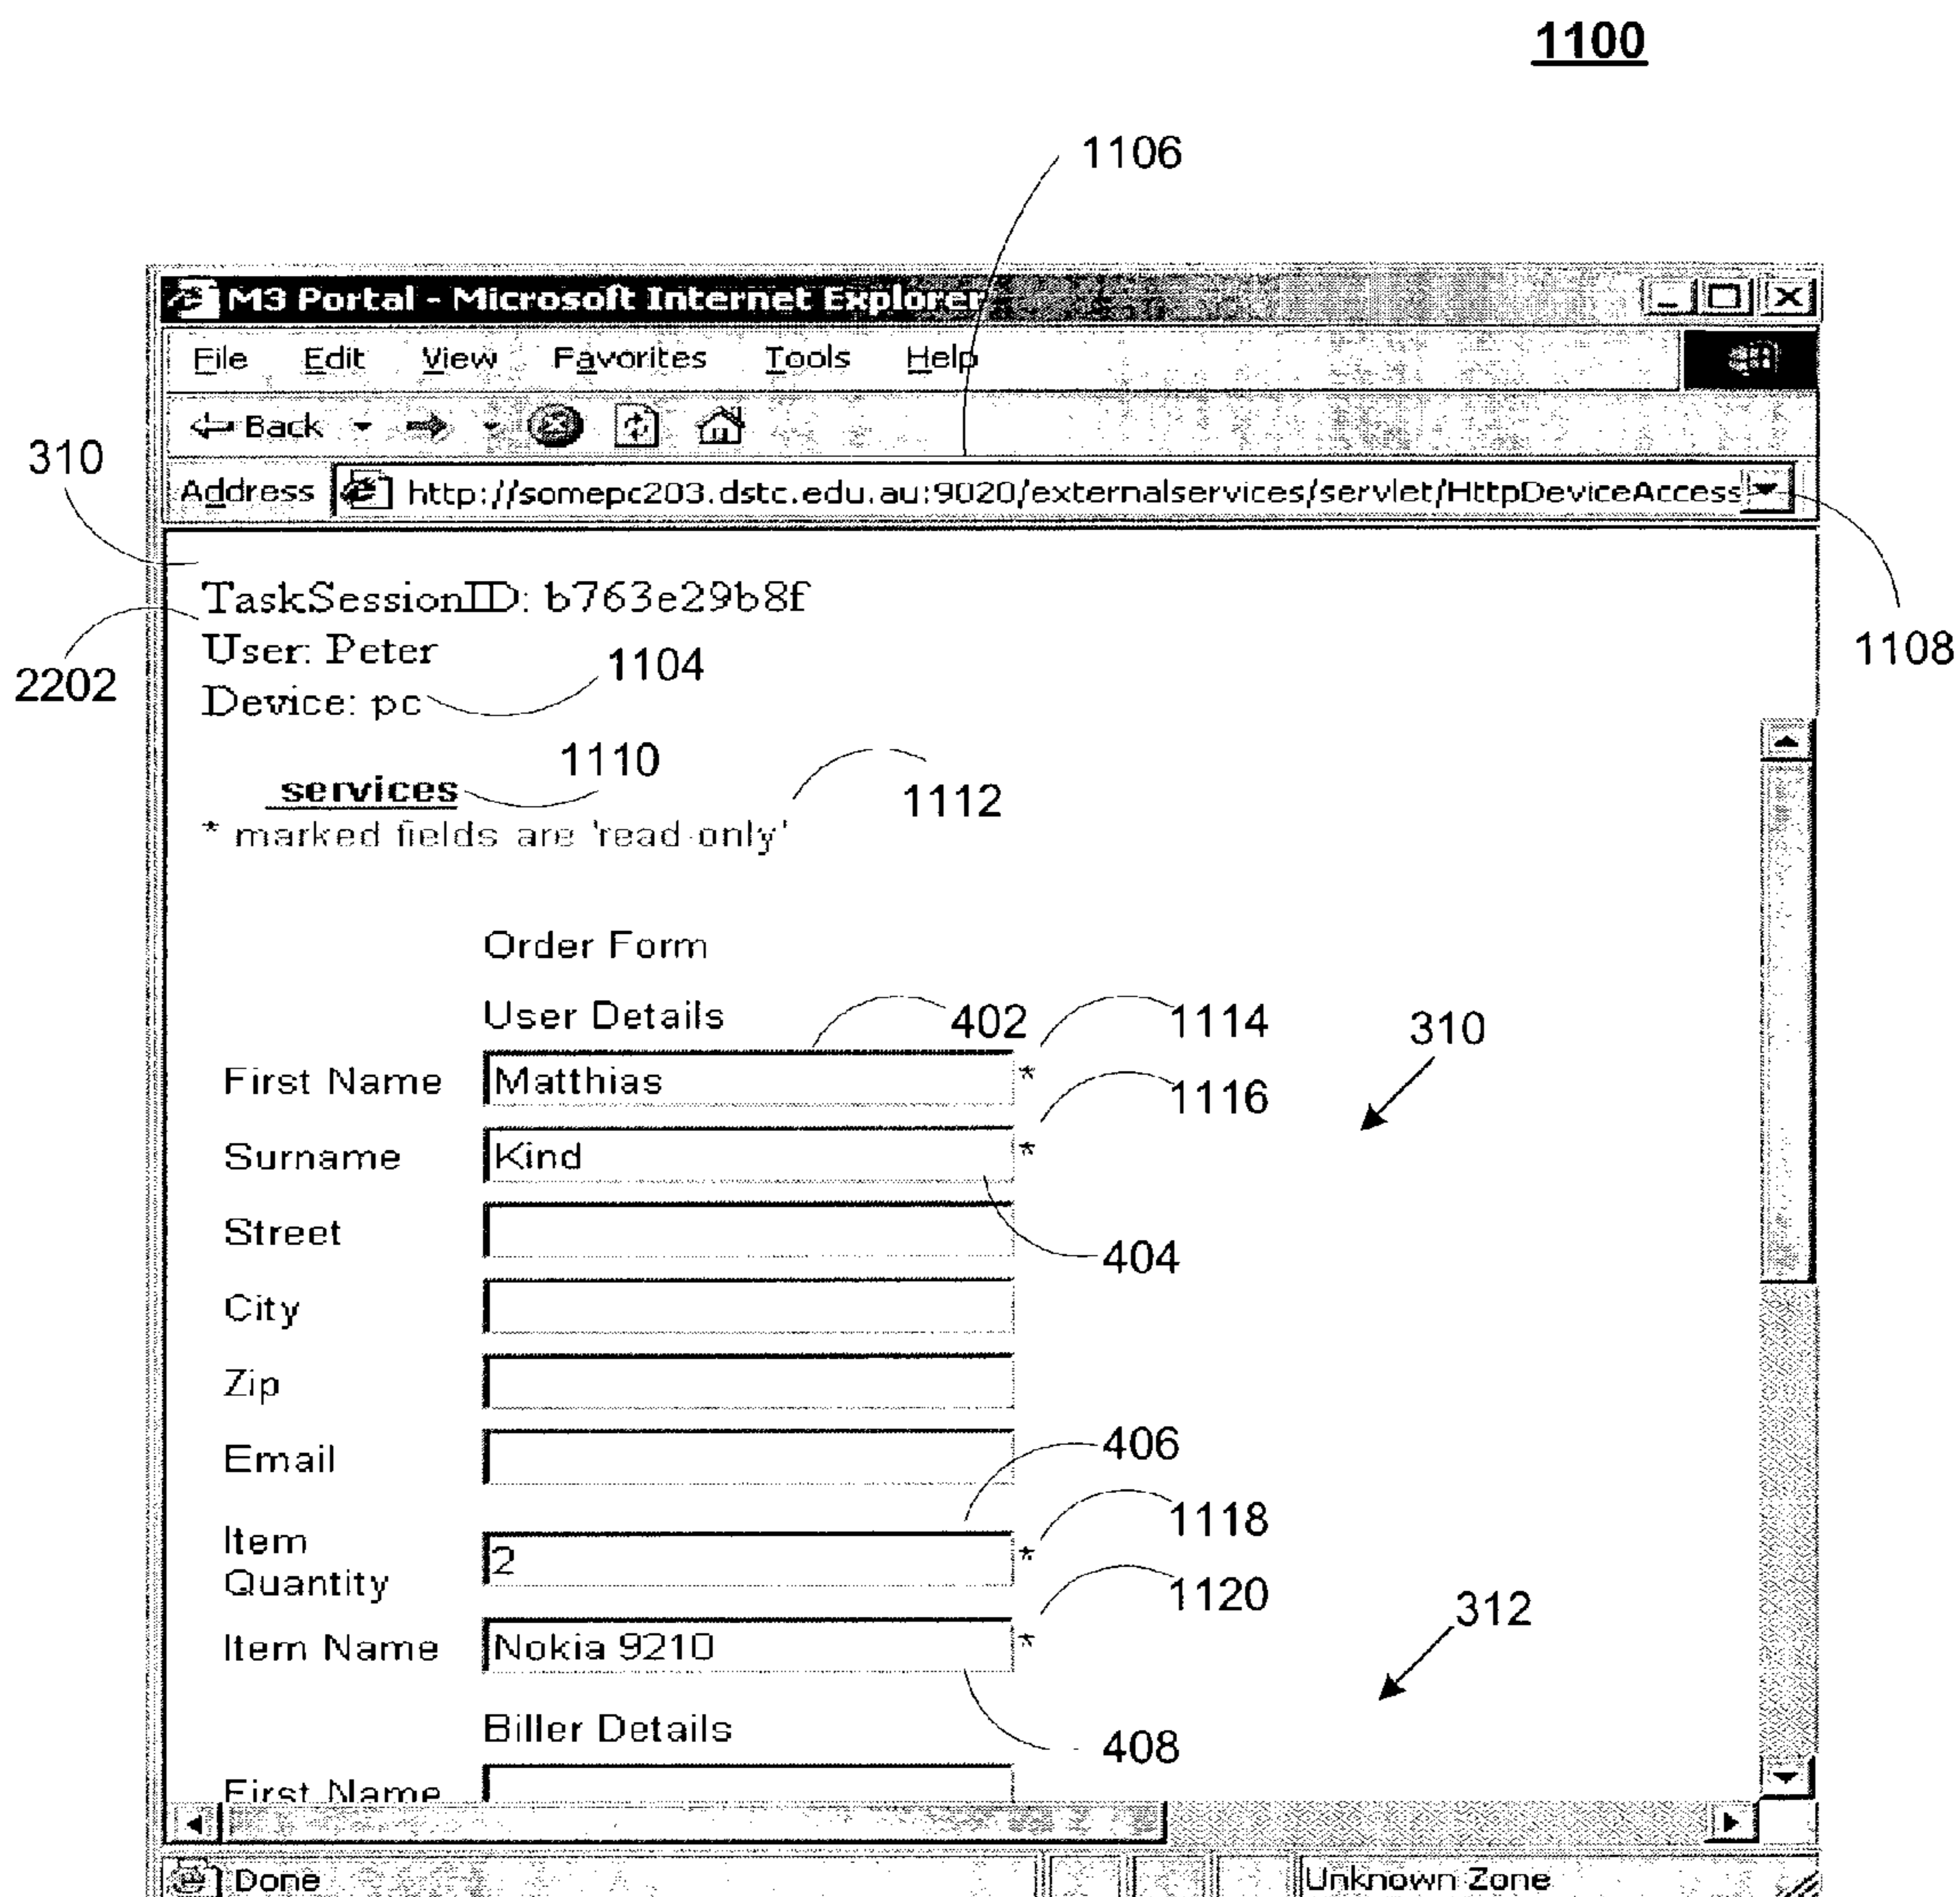 1100
1106
M3 Portal - Microsoft Internet Explorer
File Edit View Favorites Tools Help
Back
310
Address http://somepc203.dstc.edu.au:9020/externalservices/servlet/HttpDeviceAccess
TaskSessionID: b763e29b8f
User: Peter
1104
1108
2202
Device: pc
1110
services
1112
* marked fields are 'read-only'
Order Form
User Details
402
1114
310
First Name Matthias *
1116
Surname Kind *
Street
404
City
Zip
Email
406
1118
Item Quantity 2 *
1120
312
Item Name Nokia 9210 *
Biller Details
408
First Name
Done Unknown Zone